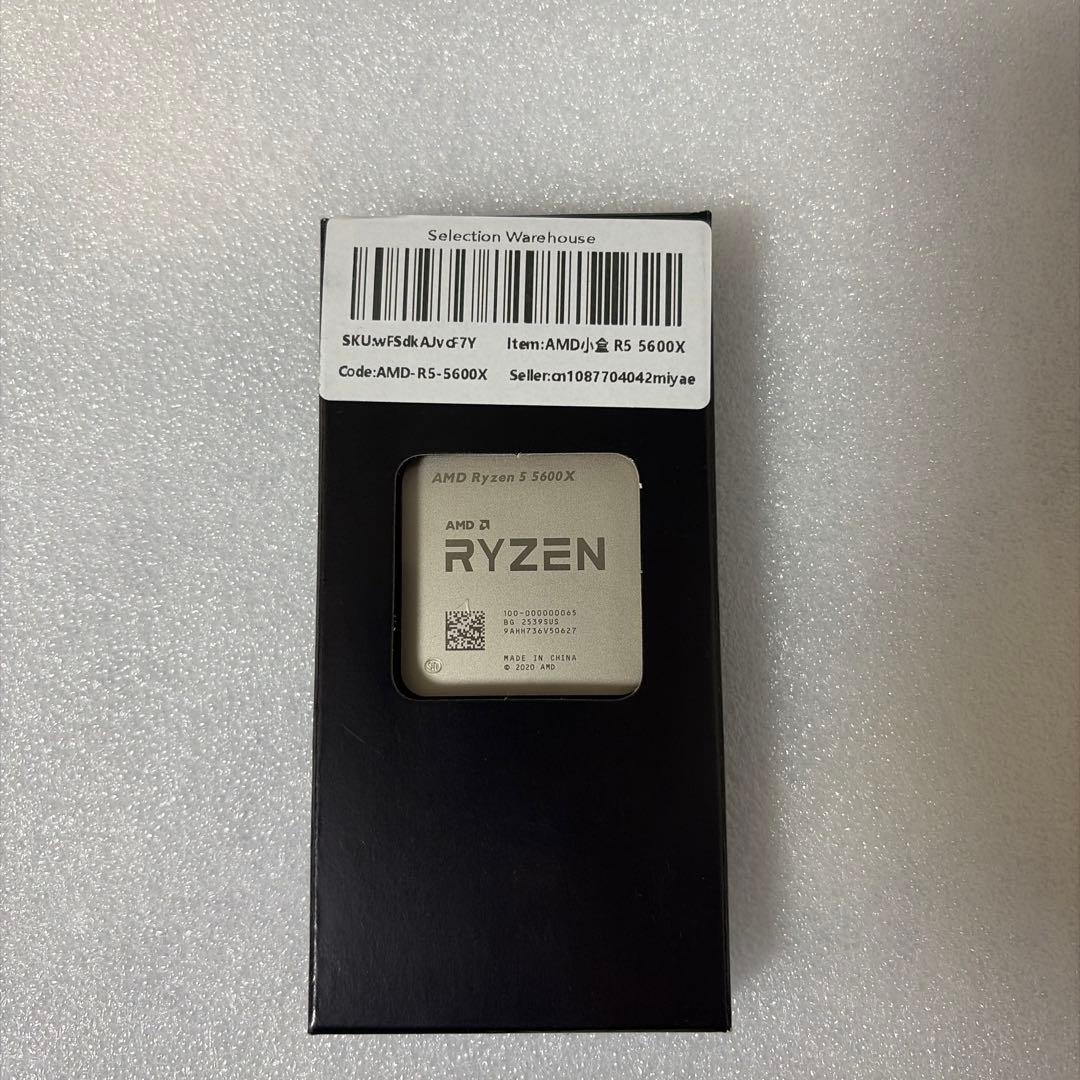 Selection Warehouse
SKU:wFSdkAJvcF7Y Item:AMD小盒 R5 5600X
Code:AMD-R5-5600X Seller:cn1087704042miyae
AMD Ryzen 5 5600X
AMD
RYZEN
100-000000065
BG 2539SUS
9AHH736V50627
MADE IN CHINA
© 2020 AMD